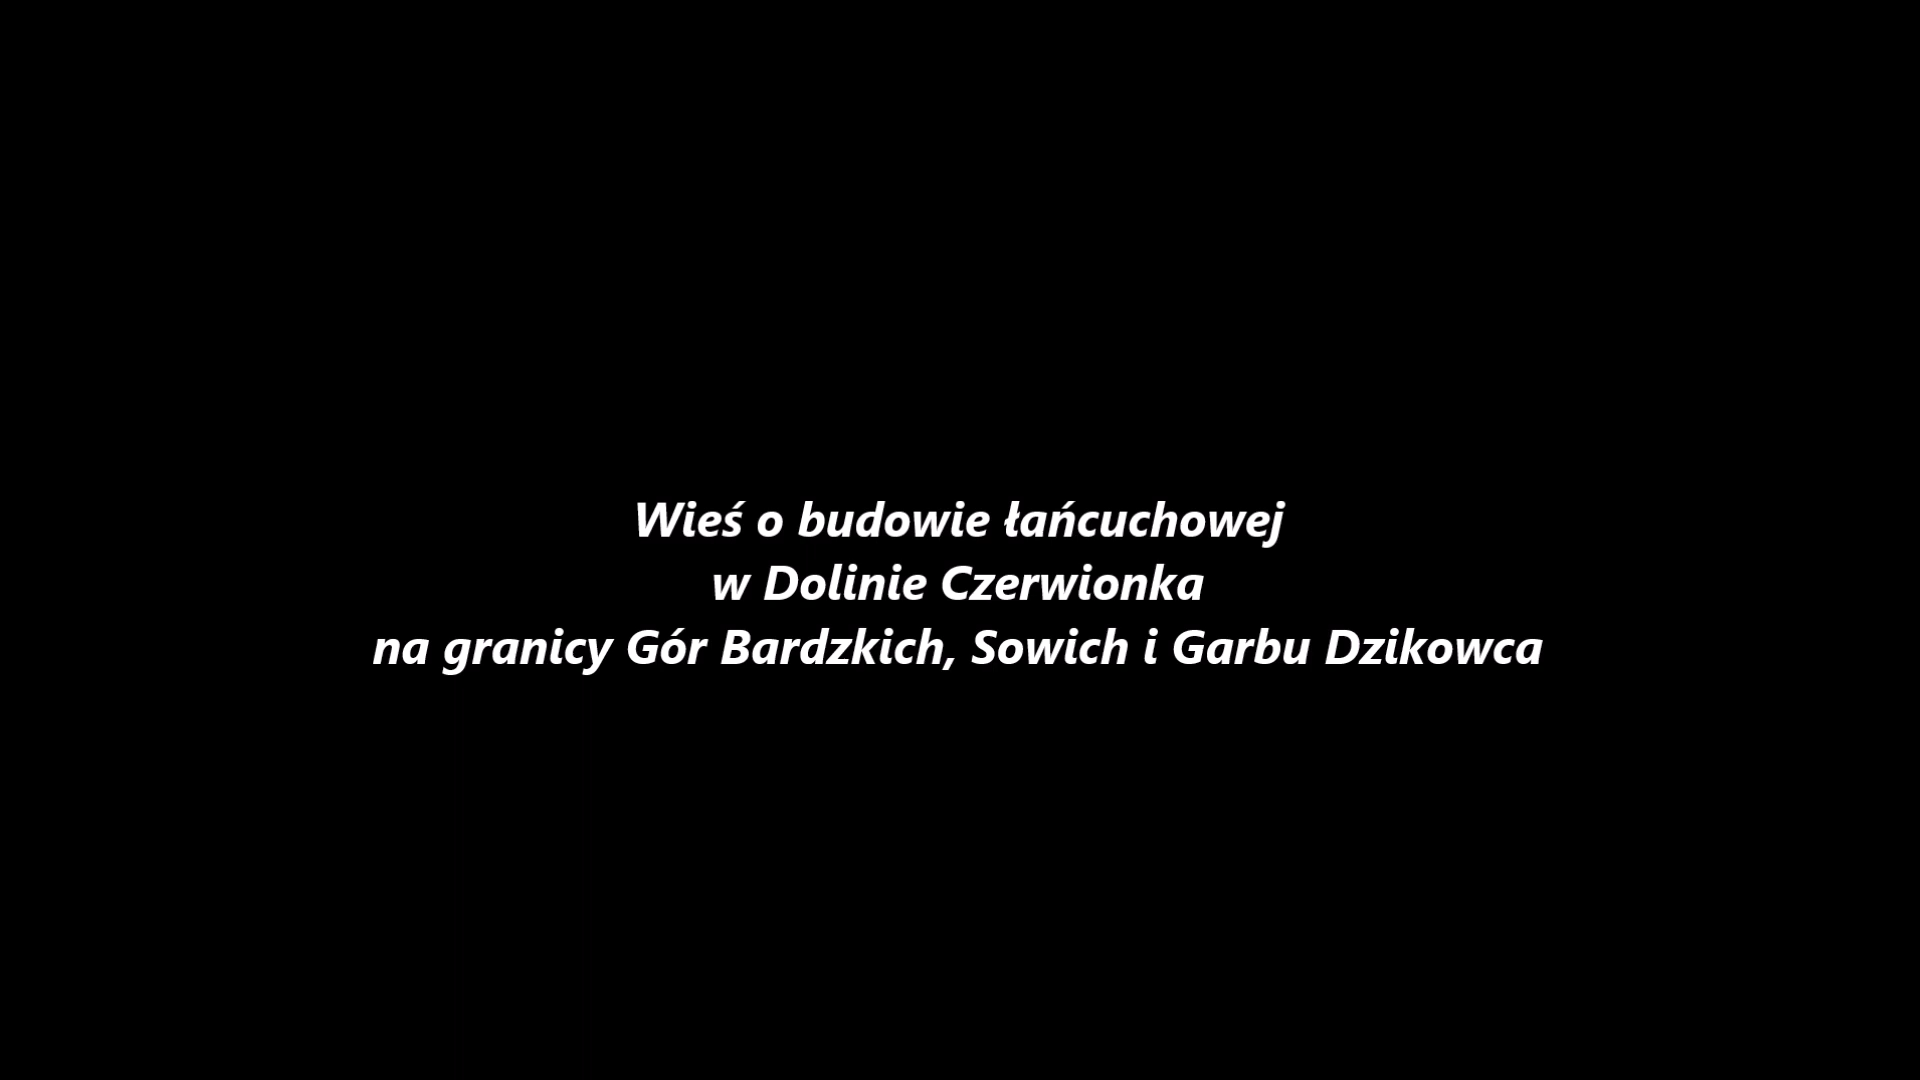 Wieś o budowie łańcuchowej
w Dolinie Czerwionka
na granicy Gór Bardzkich, Sowich i Garbu Dzikowca